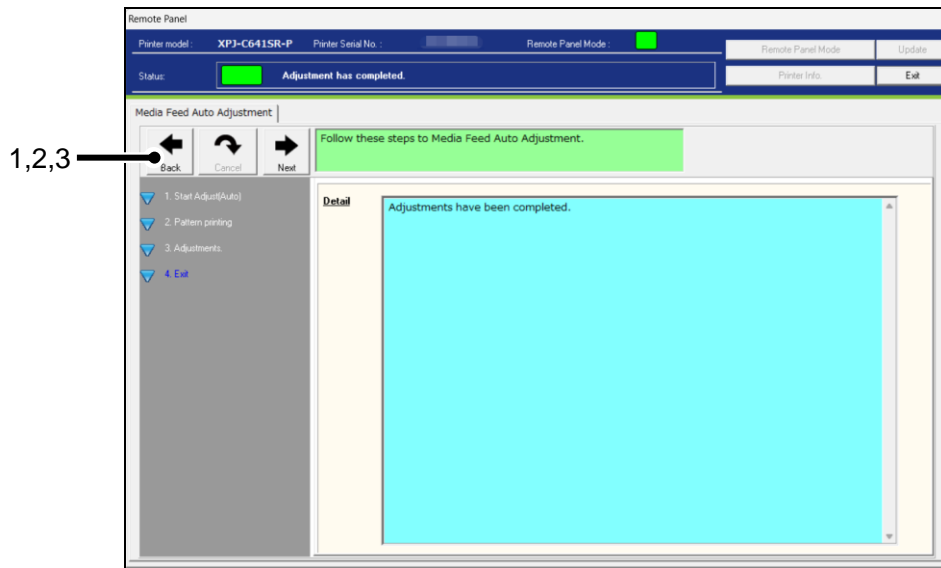 Remote Panel
Printer model : XPJ-C641SR-P Printer Serial No. : Remote Panel Mode :
Remote Panel Mode Update
Status: Adjustment has completed.
Printer Info. Exit
Media Feed Auto Adjustment
Back Cancel Next
Follow these steps to Media Feed Auto Adjustment.
1,2,3
1. Start Adjust(Auto)
2. Pattern printing
3. Adjustments.
4. Exit
Detail
Adjustments have been completed.